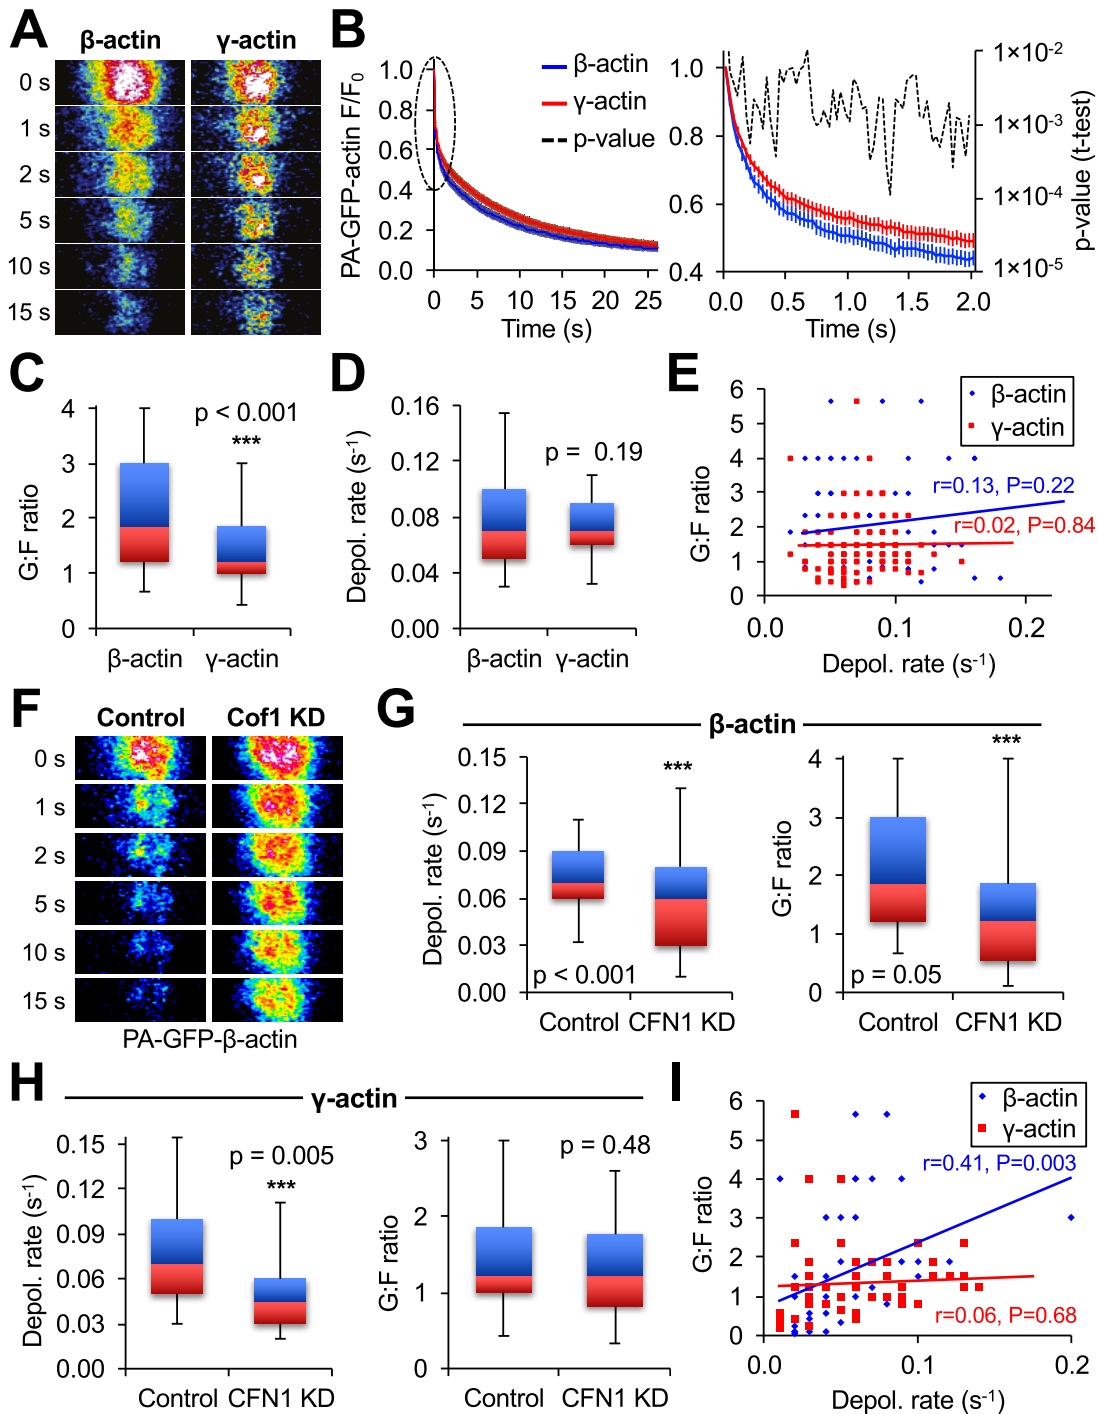 A
β-actin γ-actin
0 s
1 s
2 s
5 s
10 s
15 s
B
PA-GFP-actin F/F0
1.0
0.8
0.6
0.4
0.2
0.0
β-actin
γ-actin
p-value
0 5 10 15 20 25
Time (s)
1.0
0.8
0.6
0.4
0.0 0.5 1.0 1.5 2.0
Time (s)
1×10-2
1×10-3
1×10-4
1×10-5
p-value (t-test)
C
G:F ratio
4
3
2
1
0
p < 0.001
***
β-actin γ-actin
D
Depol. rate (s-1)
0.16
0.12
0.08
0.04
0.00
p = 0.19
β-actin γ-actin
E
G:F ratio
6
5
4
3
2
1
0
β-actin
γ-actin
r=0.13, P=0.22
r=0.02, P=0.84
0.0 0.1 0.2
Depol. rate (s-1)
F
Control Cof1 KD
0 s
1 s
2 s
5 s
10 s
15 s
PA-GFP-β-actin
G
β-actin
Depol. rate (s-1)
0.15
0.12
0.09
0.06
0.03
0.00
***
p < 0.001
Control CFN1 KD
G:F ratio
4
3
2
1
0
***
p = 0.05
Control CFN1 KD
H
γ-actin
Depol. rate (s-1)
0.15
0.12
0.09
0.06
0.03
0.00
p = 0.005
***
Control CFN1 KD
G:F ratio
3
2
1
0
p = 0.48
Control CFN1 KD
I
G:F ratio
6
5
4
3
2
1
0
β-actin
γ-actin
r=0.41, P=0.003
r=0.06, P=0.68
0.0 0.1 0.2
Depol. rate (s-1)